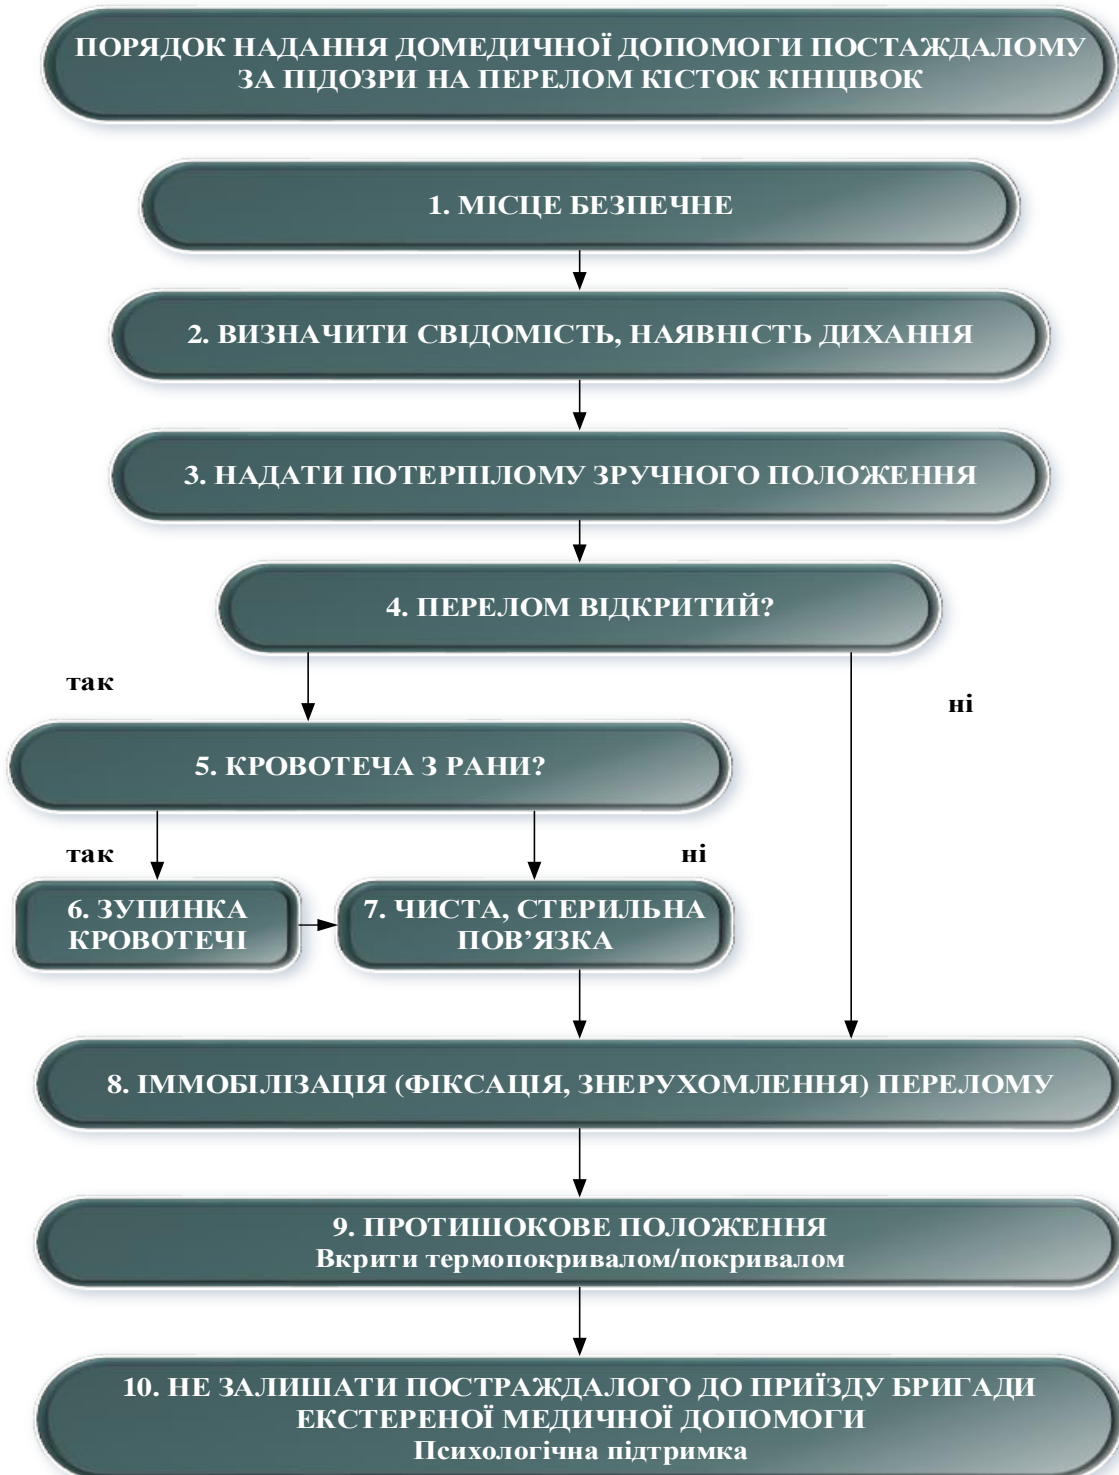 ПОРЯДОК НАДАННЯ ДОМЕДИЧНОЇ ДОПОМОГИ ПОСТАЖДАЛОМУ
ЗА ПІДОЗРИ НА ПЕРЕЛОМ КІСТОК КІНЦІВОК
1. МІСЦЕ БЕЗПЕЧНЕ
2. ВИЗНАЧИТИ СВІДОМІСТЬ, НАЯВНІСТЬ ДИХАННЯ
3. НАДАТИ ПОТЕРПІЛОМУ ЗРУЧНОГО ПОЛОЖЕННЯ
4. ПЕРЕЛОМ ВІДКРИТИЙ?
так
ні
5. КРОВОТЕЧА З РАНИ?
так
ні
6. ЗУПИНКА
КРОВОТЕЧІ
7. ЧИСТА, СТЕРИЛЬНА
ПОВ’ЯЗКА
8. ІММОБІЛІЗАЦІЯ (ФІКСАЦІЯ, ЗНЕРУХОМЛЕННЯ) ПЕРЕЛОМУ
9. ПРОТИШОКОВЕ ПОЛОЖЕННЯ
Вкрити термопокривалом/покривалом
10. НЕ ЗАЛИШАТИ ПОСТРАЖДАЛОГО ДО ПРИЇЗДУ БРИГАДИ
ЕКСТЕРЕНОЇ МЕДИЧНОЇ ДОПОМОГИ
Психологічна підтримка